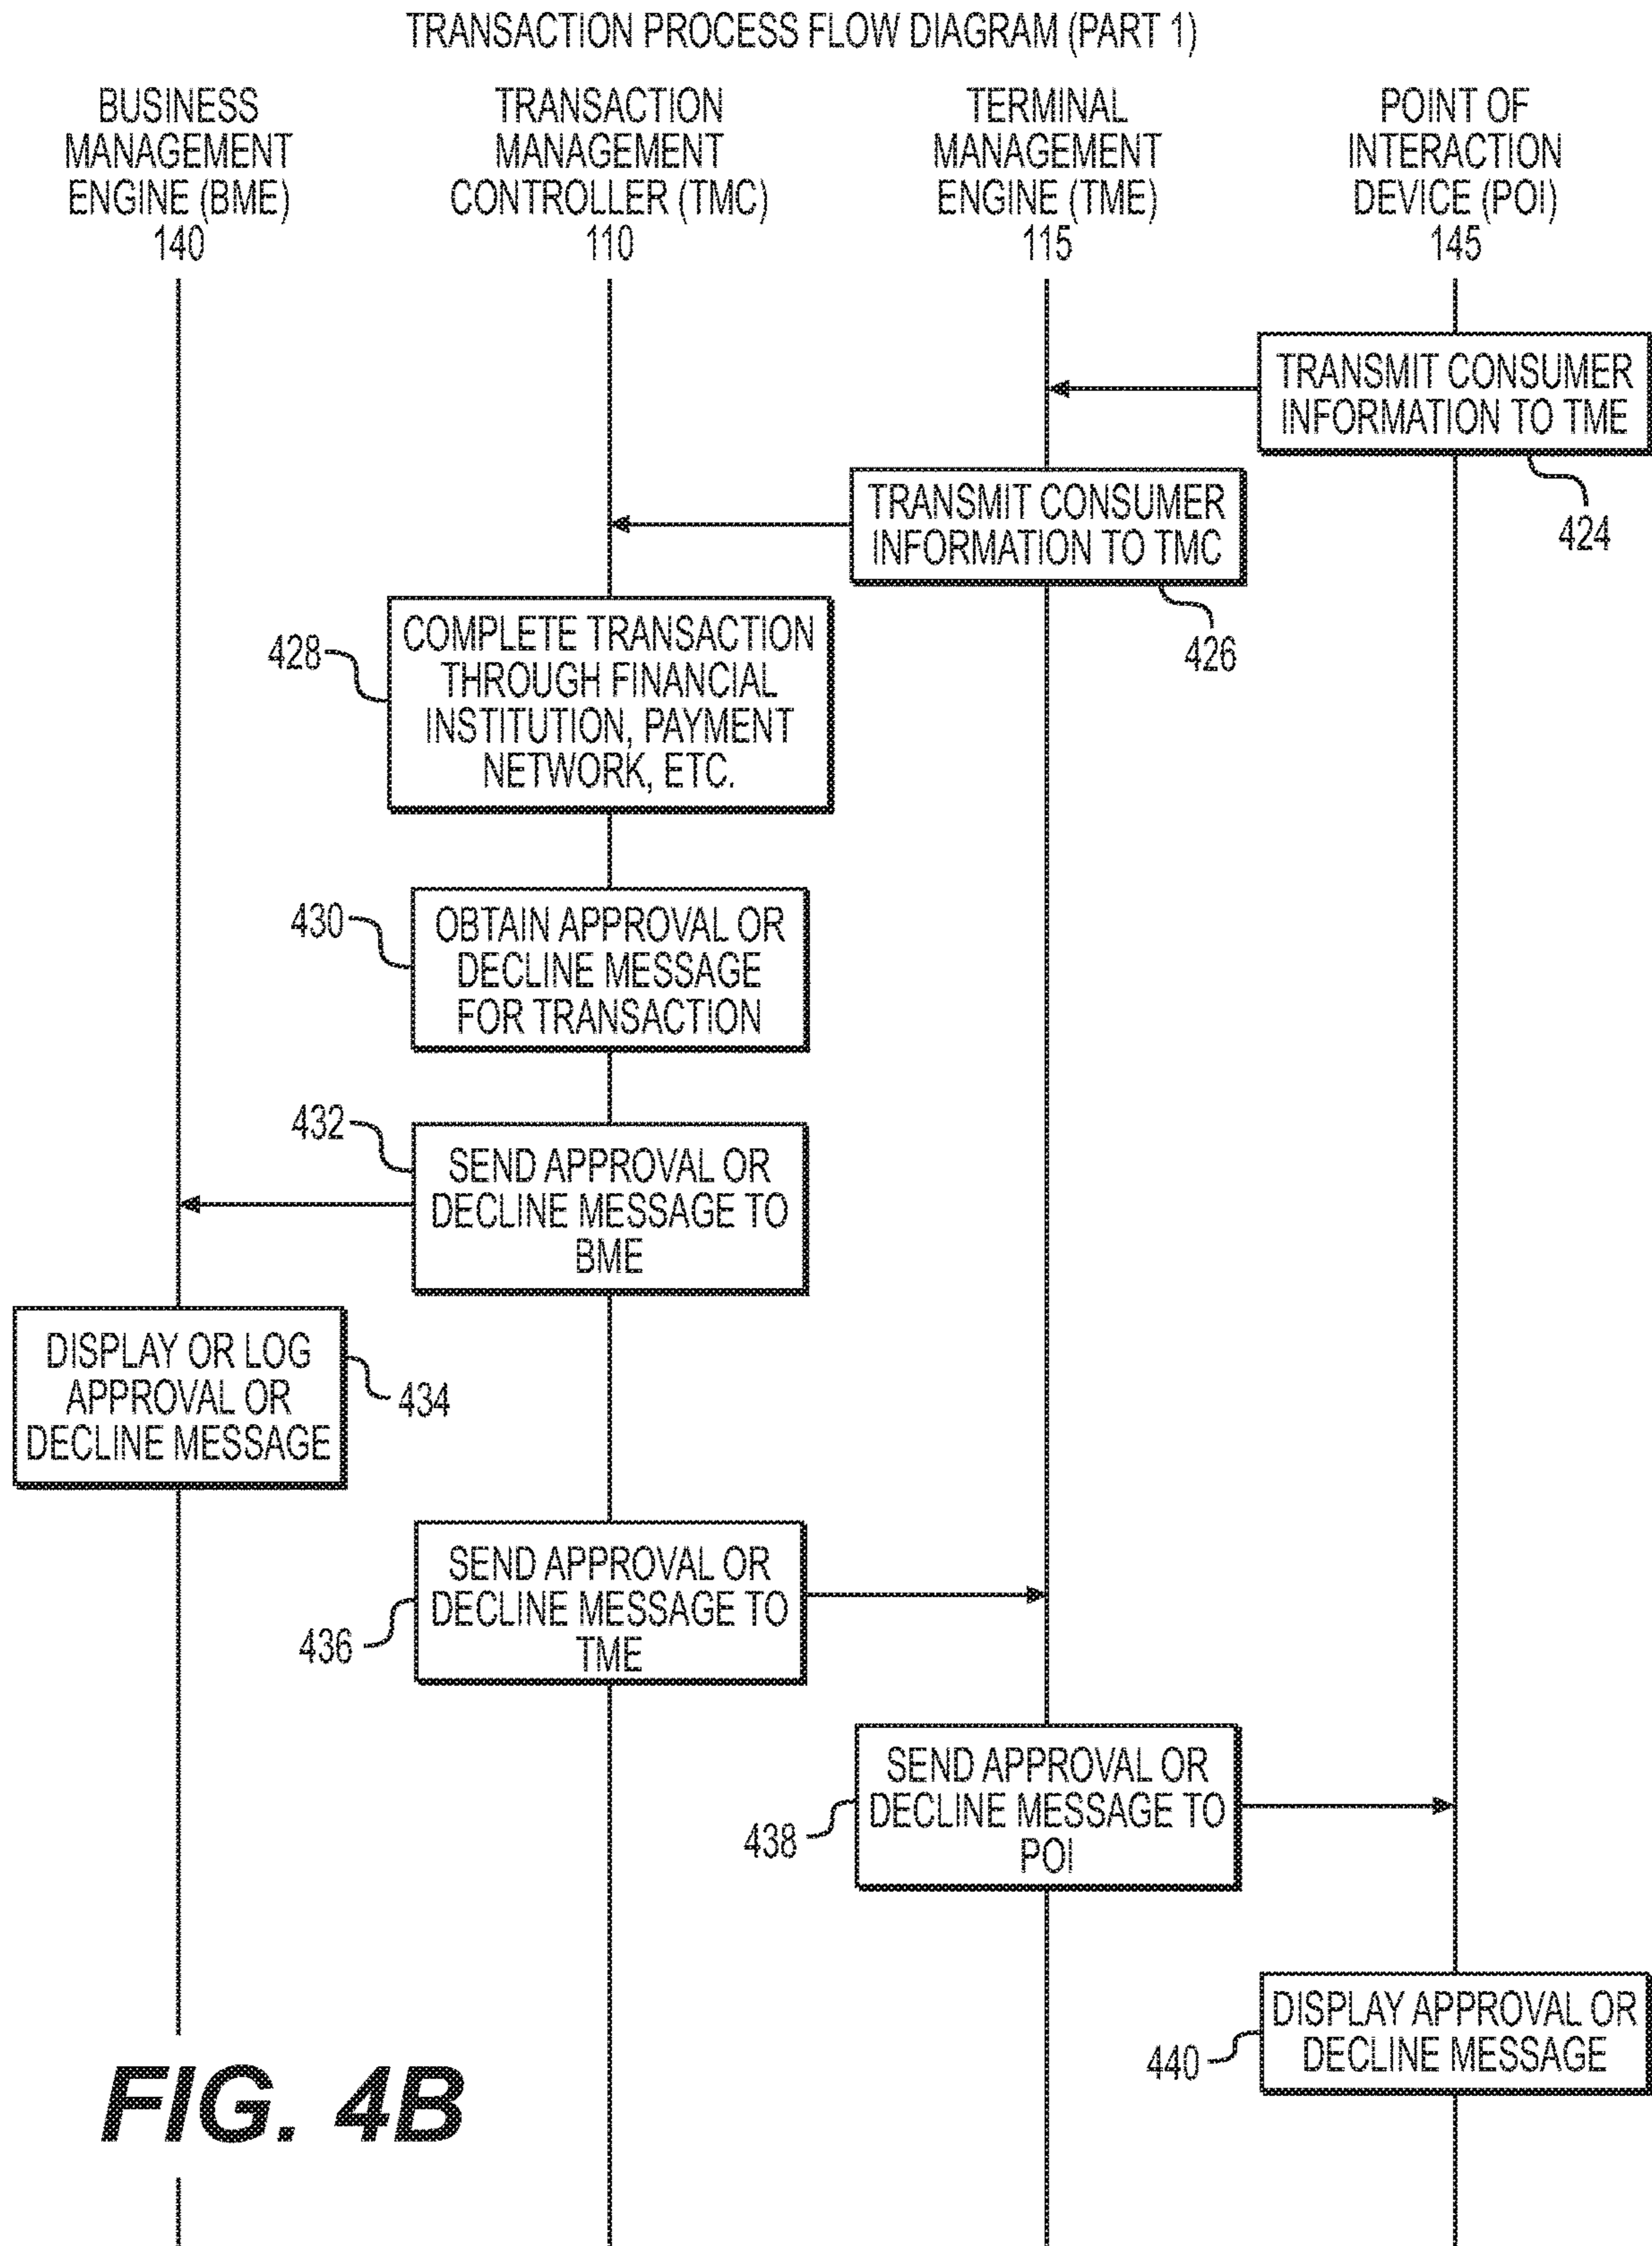 TRANSACTION PROCESS FLOW DIAGRAM (PART 1)
BUSINESS
MANAGEMENT
ENGINE (BME)
140
TRANSACTION
MANAGEMENT
CONTROLLER (TMC)
110
TERMINAL
MANAGEMENT
ENGINE (TME)
115
POINT OF
INTERACTION
DEVICE (POI)
145
TRANSMIT CONSUMER
INFORMATION TO TME
424
TRANSMIT CONSUMER
INFORMATION TO TMC
426
428
COMPLETE TRANSACTION
THROUGH FINANCIAL
INSTITUTION, PAYMENT
NETWORK, ETC.
430
OBTAIN APPROVAL OR
DECLINE MESSAGE
FOR TRANSACTION
432
SEND APPROVAL OR
DECLINE MESSAGE TO
BME
DISPLAY OR LOG
APPROVAL OR
DECLINE MESSAGE
434
SEND APPROVAL OR
DECLINE MESSAGE TO
TME
436
SEND APPROVAL OR
DECLINE MESSAGE TO
POI
438
DISPLAY APPROVAL OR
DECLINE MESSAGE
440
FIG. 4B